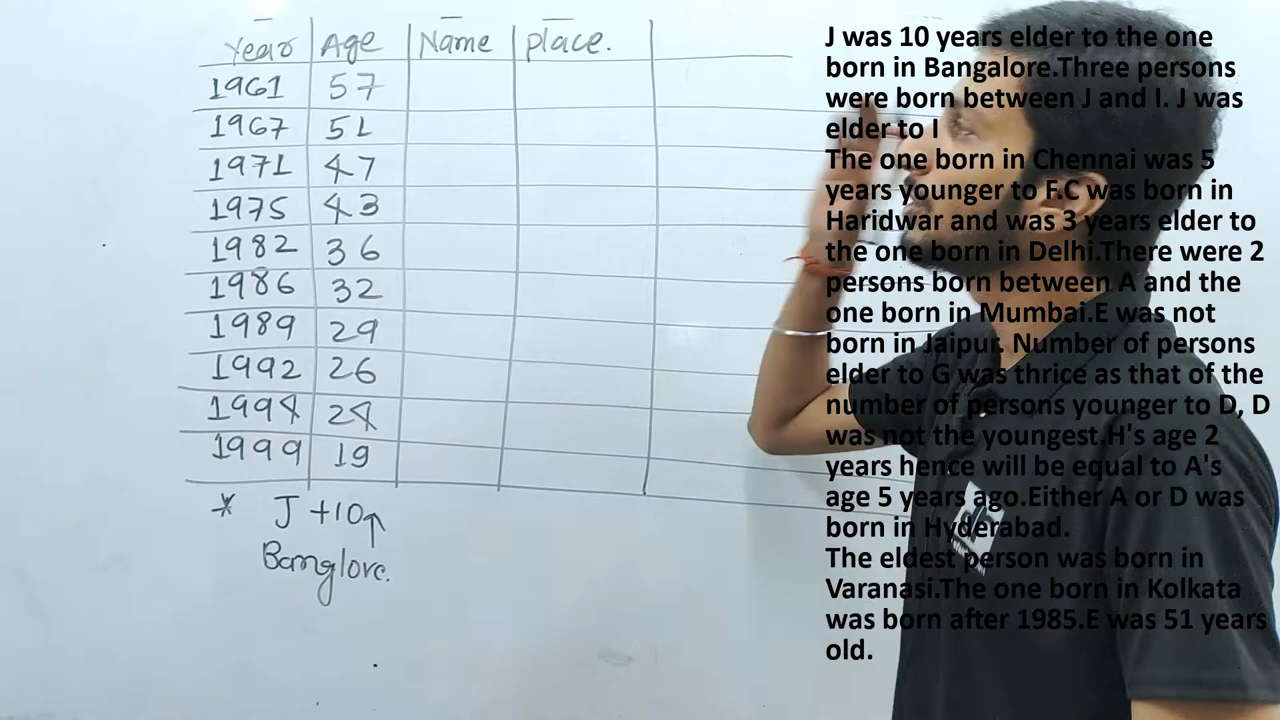 Year Age Name place.
1961 57
1967 51
1971 47
1975 43
1982 36
1986 32
1989 29
1992 26
1994 24
1999 19
* J +10↑
Banglore.
J was 10 years elder to the one
born in Bangalore.Three persons
were born between J and I. J was
elder to I
The one born in Chennai was 5
years younger to F.C was born in
Haridwar and was 3 years elder to
the one born in Delhi.There were 2
persons born between A and the
one born in Mumbai.E was not
born in Jaipur. Number of persons
elder to G was thrice as that of the
number of persons younger to D, D
was not the youngest.H's age 2
years hence will be equal to A's
age 5 years ago.Either A or D was
born in Hyderabad.
The eldest person was born in
Varanasi.The one born in Kolkata
was born after 1985.E was 51 years
old.